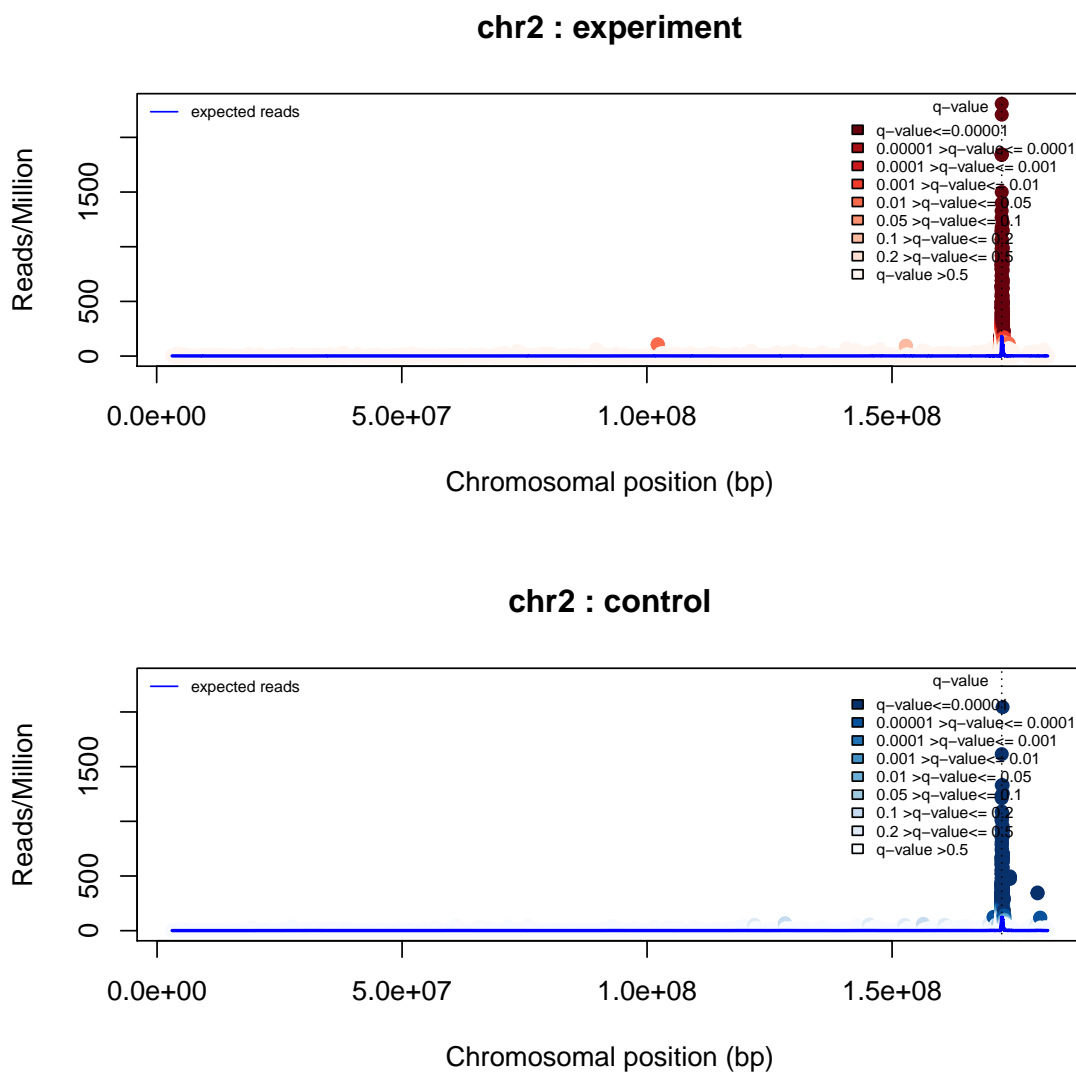 chr2 : experiment
expected reads
q−value
q−value<=0.00001
0.00001 >q−value<= 0.0001
0.0001 >q−value<= 0.001
0.001 >q−value<= 0.01
0.01 >q−value<= 0.05
0.05 >q−value<= 0.1
0.1 >q−value<= 0.2
0.2 >q−value<= 0.5
q−value >0.5
Reads/Million
0
500
1500
0.0e+00
5.0e+07
1.0e+08
1.5e+08
Chromosomal position (bp)
chr2 : control
expected reads
q−value
q−value<=0.00001
0.00001 >q−value<= 0.0001
0.0001 >q−value<= 0.001
0.001 >q−value<= 0.01
0.01 >q−value<= 0.05
0.05 >q−value<= 0.1
0.1 >q−value<= 0.2
0.2 >q−value<= 0.5
q−value >0.5
Reads/Million
0
500
1500
0.0e+00
5.0e+07
1.0e+08
1.5e+08
Chromosomal position (bp)